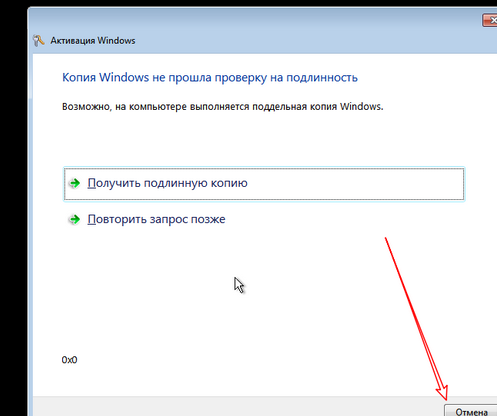 Активация Windows
Копия Windows не прошла проверку на подлинность
Возможно, на компьютере выполняется поддельная копия Windows.
Получить подлинную копию
Повторить запрос позже
0x0
Отмена